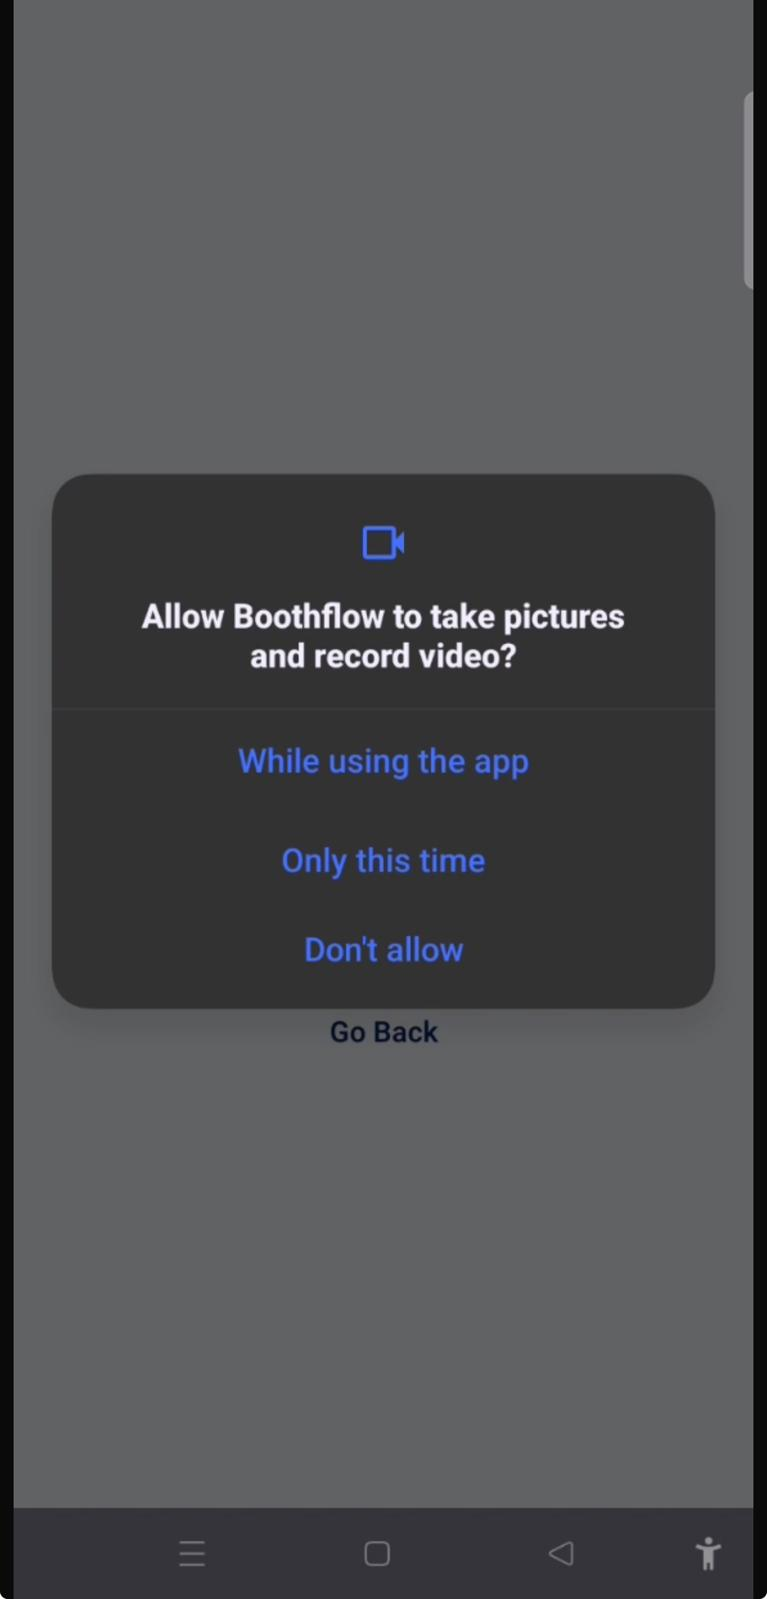 Allow Boothflow to take pictures
and record video?
While using the app
Only this time
Don't allow
Go Back